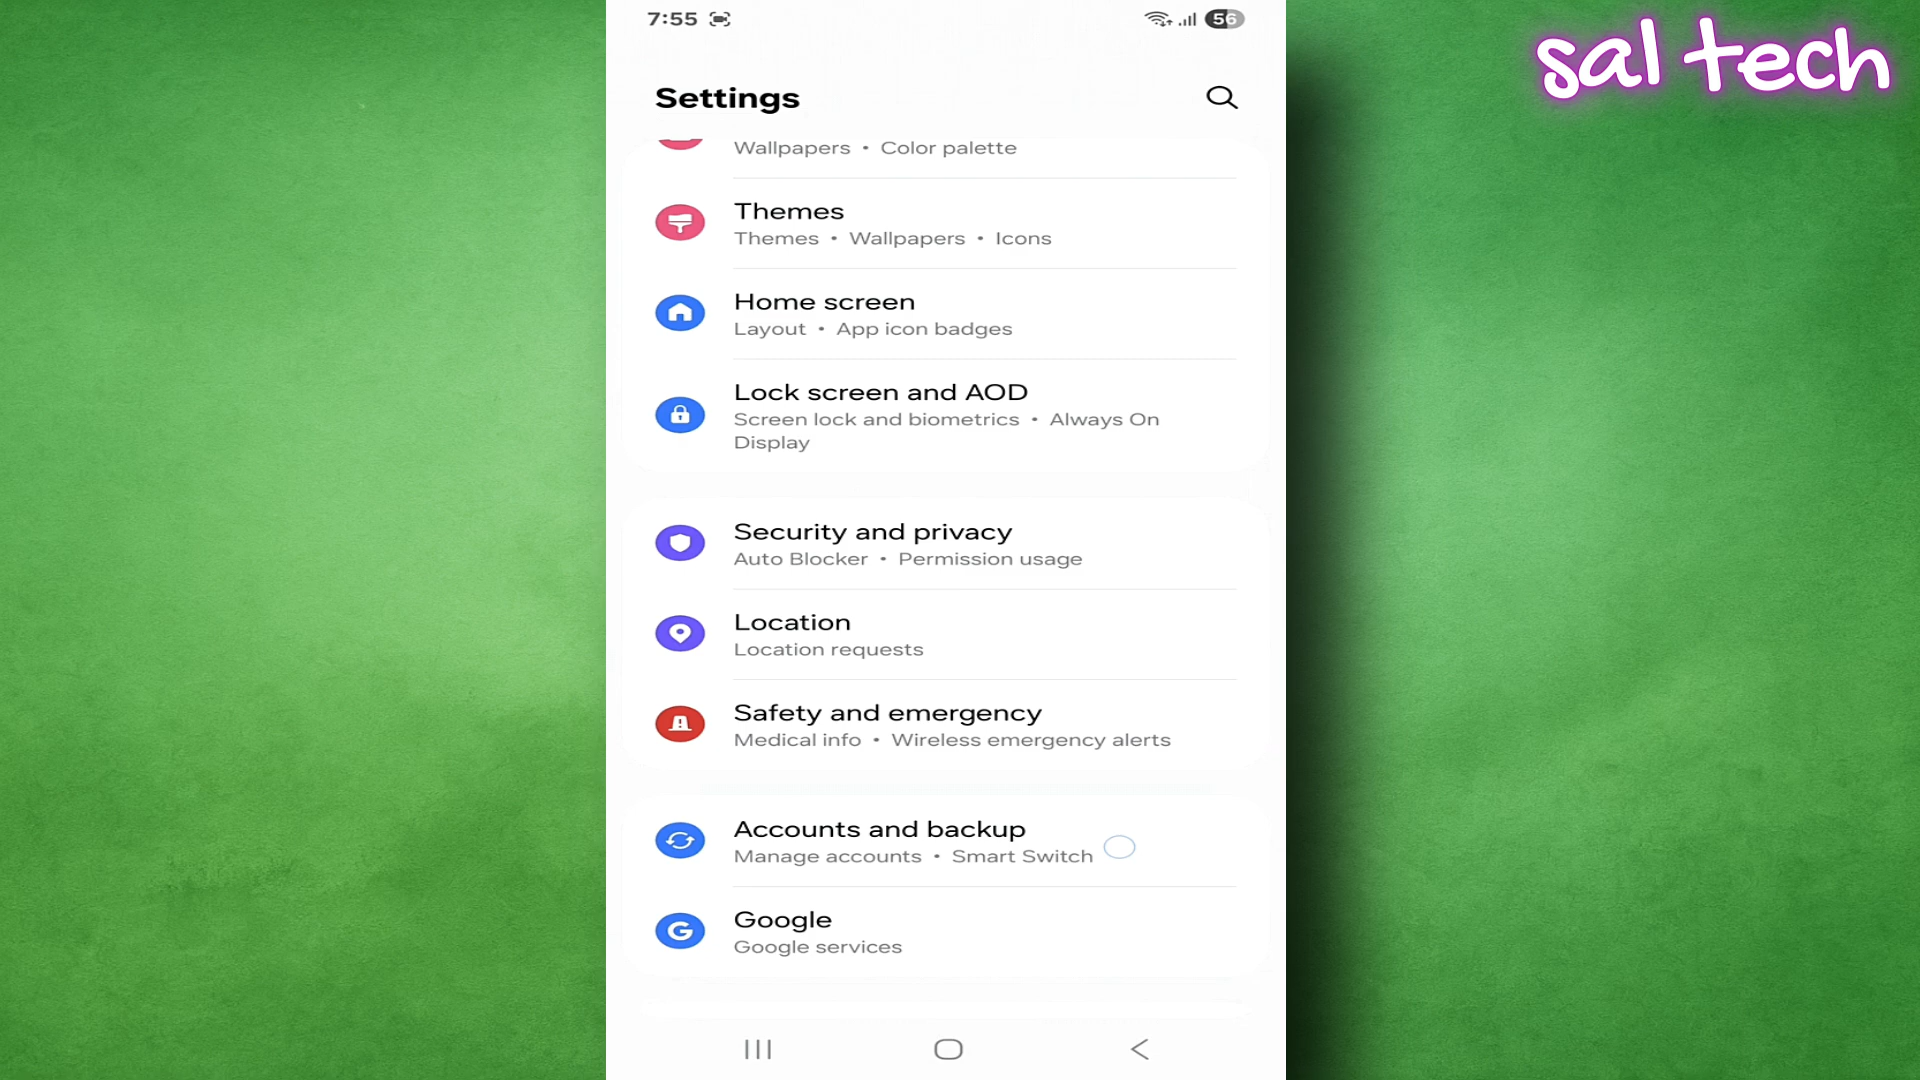 7:55
56
sal tech
Settings
Wallpapers • Color palette
Themes
Themes • Wallpapers • Icons
Home screen
Layout • App icon badges
Lock screen and AOD
Screen lock and biometrics • Always On
Display
Security and privacy
Auto Blocker • Permission usage
Location
Location requests
Safety and emergency
Medical info • Wireless emergency alerts
Accounts and backup
Manage accounts • Smart Switch
G
Google
Google services